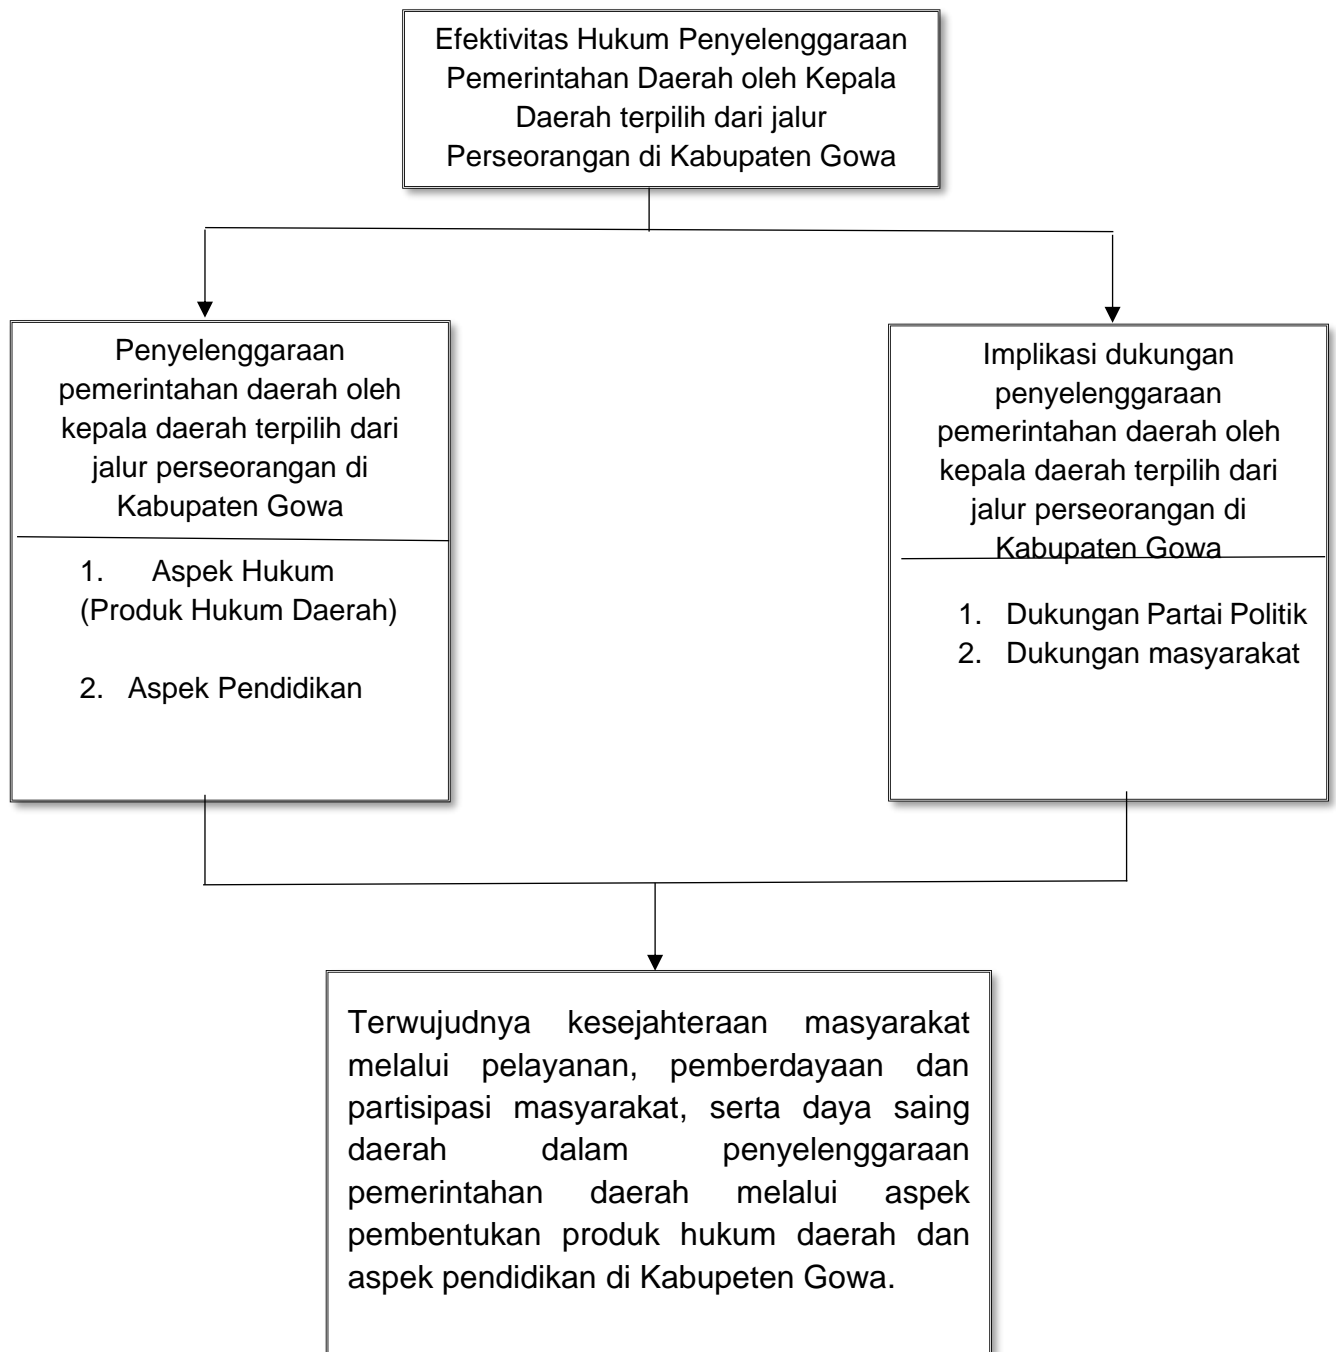 Efektivitas Hukum Penyelenggaraan
Pemerintahan Daerah oleh Kepala
Daerah terpilih dari jalur
Perseorangan di Kabupaten Gowa
Penyelenggaraan
pemerintahan daerah oleh
kepala daerah terpilih dari
jalur perseorangan di
Kabupaten Gowa
1. Aspek Hukum
(Produk Hukum Daerah)
2. Aspek Pendidikan
Implikasi dukungan
penyelenggaraan
pemerintahan daerah oleh
kepala daerah terpilih dari
jalur perseorangan di
Kabupaten Gowa
1. Dukungan Partai Politik
2. Dukungan masyarakat
Terwujudnya kesejahteraan masyarakat
melalui pelayanan, pemberdayaan dan
partisipasi masyarakat, serta daya saing
daerah dalam penyelenggaraan
pemerintahan daerah melalui aspek
pembentukan produk hukum daerah dan
aspek pendidikan di Kabupeten Gowa.